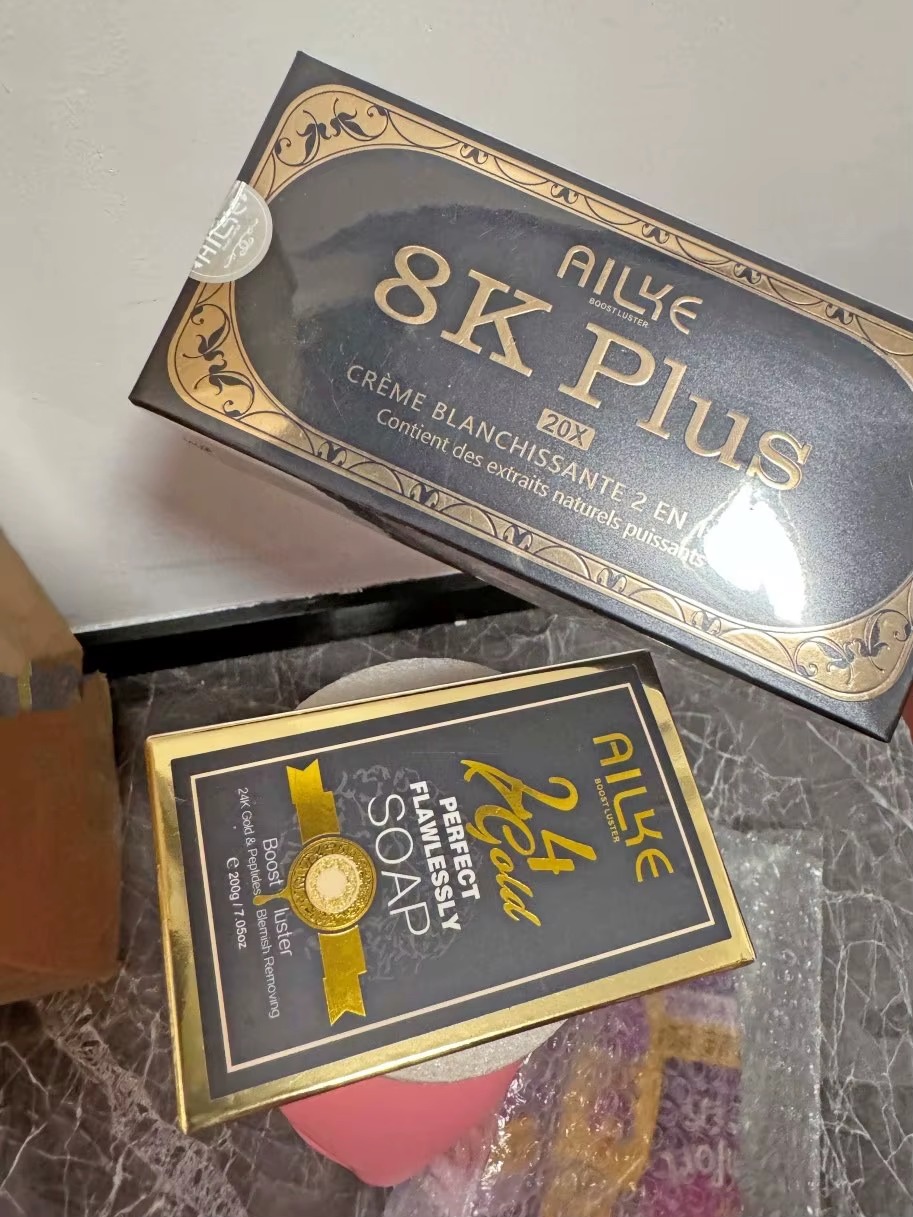 AILKE
BOOST LUSTER
8K Plus
20X
CRÈME BLANCHISSANTE 2 EN
Contient des extraits naturels puissants
AILKE
BOOST LUSTER
24
K Gold
PERFECT
FLAWLESSLY
SOAP
Boost luster
24K Gold & Peptides Blemish Removing
e 200g / 7.05oz